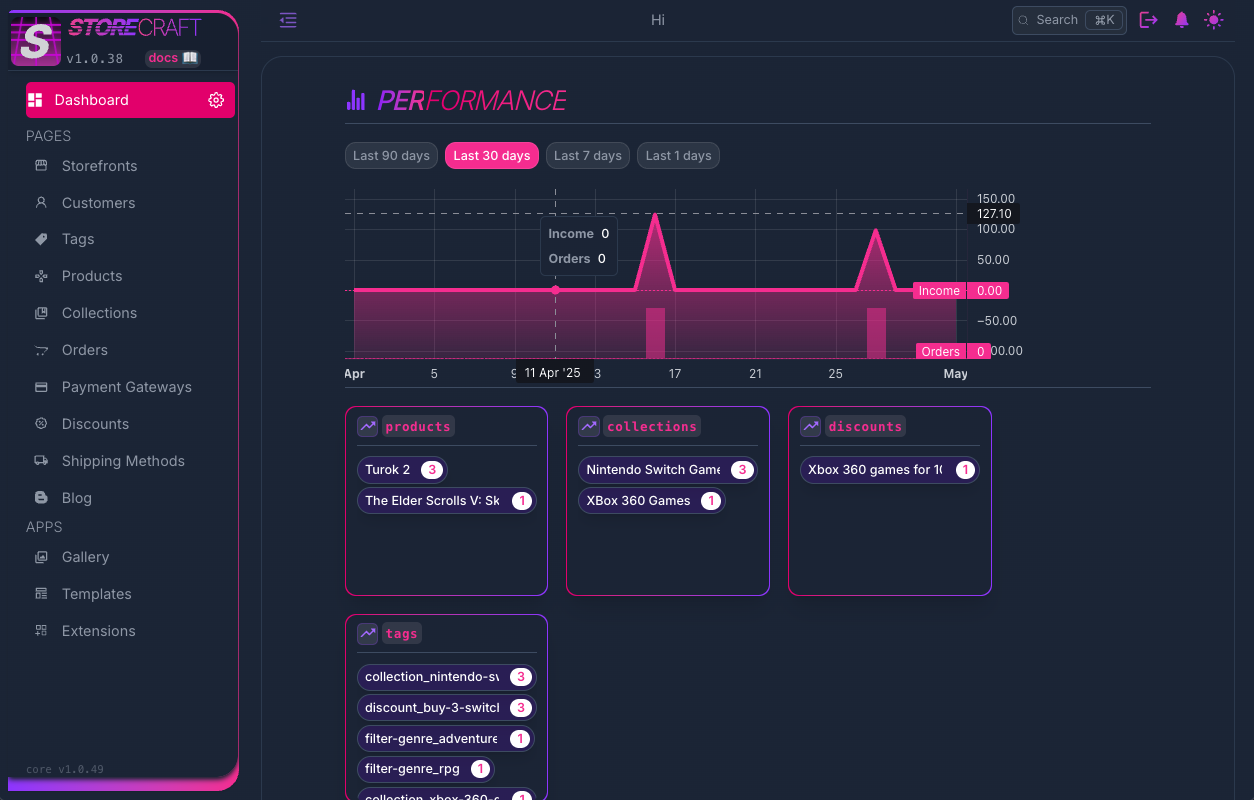 STORECRAFT
v1.0.38 docs
Dashboard
PAGES
Storefronts
Customers
Tags
Products
Collections
Orders
Payment Gateways
Discounts
Shipping Methods
Blog
APPS
Gallery
Templates
Extensions
core v1.0.49
Hi
Search ⌘K
PERFORMANCE
Last 90 days Last 30 days Last 7 days Last 1 days
150.00
127.10
100.00
50.00
Income 0.00
−50.00
Orders 0 00.00
Income 0
Orders 0
Apr 5 9 11 Apr '25 3 17 21 25 May
products
Turok 2 3
The Elder Scrolls V: Sk 1
collections
Nintendo Switch Game 3
XBox 360 Games 1
discounts
Xbox 360 games for 10 1
tags
collection_nintendo-sw 3
discount_buy-3-switch 3
filter-genre_adventure 1
filter-genre_rpg 1
collection_xbox-360-g 1